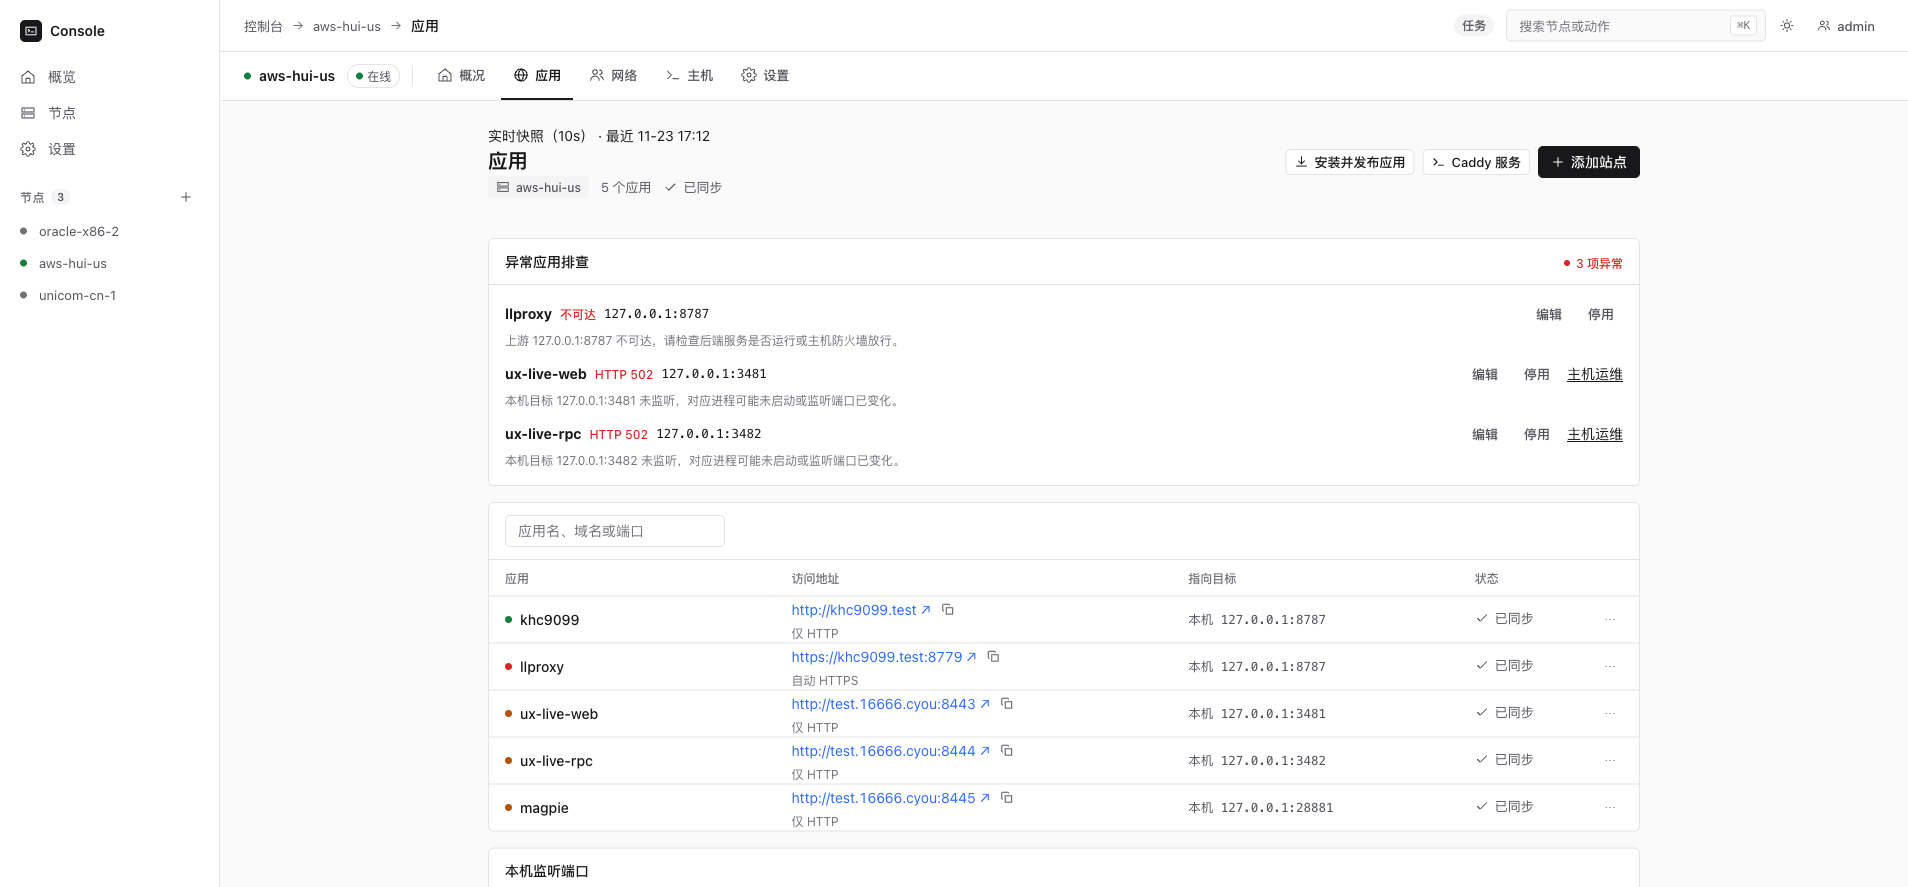 Console
控制台 → aws-hui-us → 应用
任务
搜索节点或动作 ⌘K
admin
概览
节点
设置
节点 3
oracle-x86-2
aws-hui-us
unicom-cn-1
aws-hui-us 在线
概况 应用 网络 主机 设置
实时快照（10s） · 最近 11-23 17:12
应用
aws-hui-us 5 个应用 已同步
安装并发布应用 Caddy 服务 添加站点
异常应用排查 3 项异常
llproxy 不可达 127.0.0.1:8787 编辑 停用
上游 127.0.0.1:8787 不可达，请检查后端服务是否运行或主机防火墙放行。
ux-live-web HTTP 502 127.0.0.1:3481 编辑 停用 主机运维
本机目标 127.0.0.1:3481 未监听，对应进程可能未启动或监听端口已变化。
ux-live-rpc HTTP 502 127.0.0.1:3482 编辑 停用 主机运维
本机目标 127.0.0.1:3482 未监听，对应进程可能未启动或监听端口已变化。
应用名、域名或端口
应用 访问地址 指向目标 状态
khc9099 http://khc9099.test ↗ 本机 127.0.0.1:8787 已同步 ...
仅 HTTP
llproxy https://khc9099.test:8779 ↗ 本机 127.0.0.1:8787 已同步 ...
自动 HTTPS
ux-live-web http://test.16666.cyou:8443 ↗ 本机 127.0.0.1:3481 已同步 ...
仅 HTTP
ux-live-rpc http://test.16666.cyou:8444 ↗ 本机 127.0.0.1:3482 已同步 ...
仅 HTTP
magpie http://test.16666.cyou:8445 ↗ 本机 127.0.0.1:28881 已同步 ...
仅 HTTP
本机监听端口